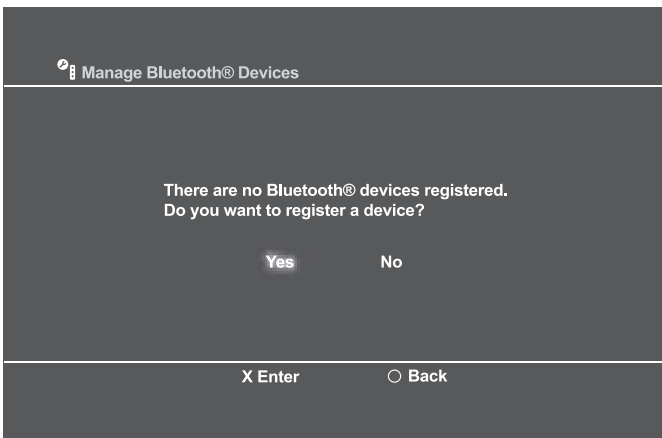 Manage Bluetooth® Devices
There are no Bluetooth® devices registered.
Do you want to register a device?
Yes No
X Enter ○ Back